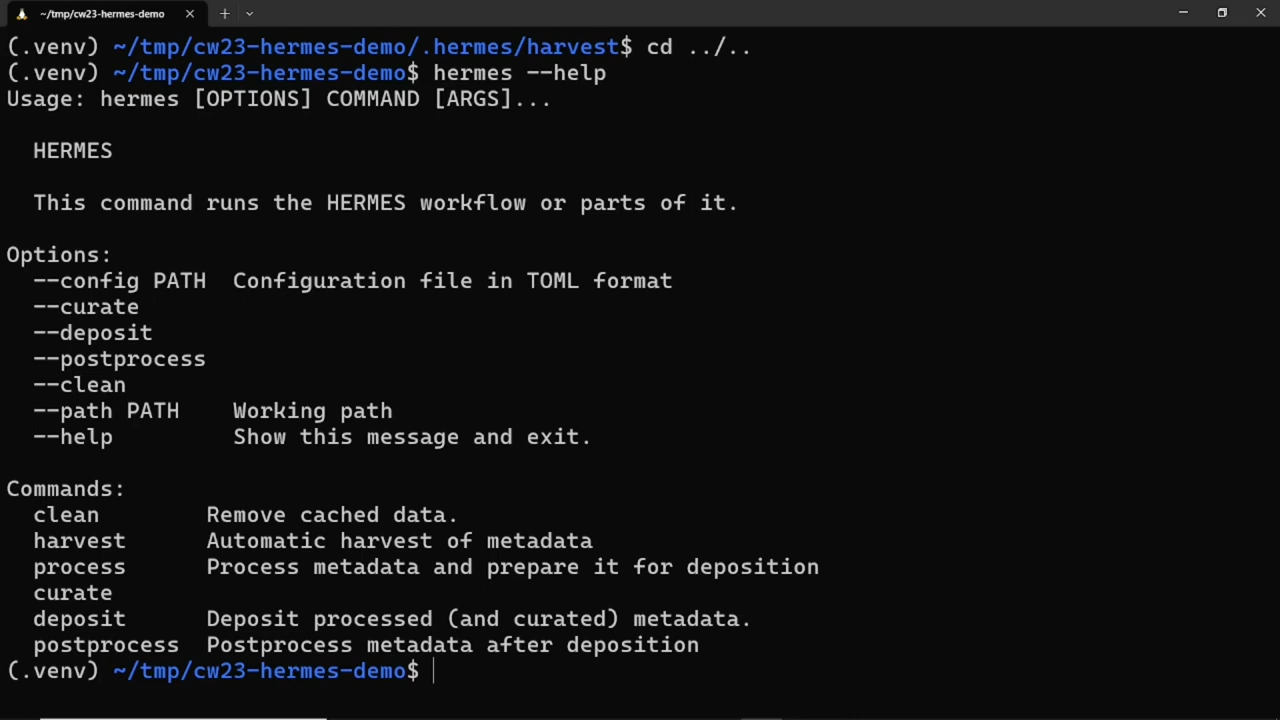 ~/tmp/cw23-hermes-demo
(.venv) ~/tmp/cw23-hermes-demo/.hermes/harvest$ cd ../..
(.venv) ~/tmp/cw23-hermes-demo$ hermes --help
Usage: hermes [OPTIONS] COMMAND [ARGS]...
HERMES
This command runs the HERMES workflow or parts of it.
Options:
--config PATH  Configuration file in TOML format
--curate
--deposit
--postprocess
--clean
--path PATH    Working path
--help         Show this message and exit.
Commands:
clean        Remove cached data.
harvest      Automatic harvest of metadata
process      Process metadata and prepare it for deposition
curate
deposit      Deposit processed (and curated) metadata.
postprocess  Postprocess metadata after deposition
(.venv) ~/tmp/cw23-hermes-demo$